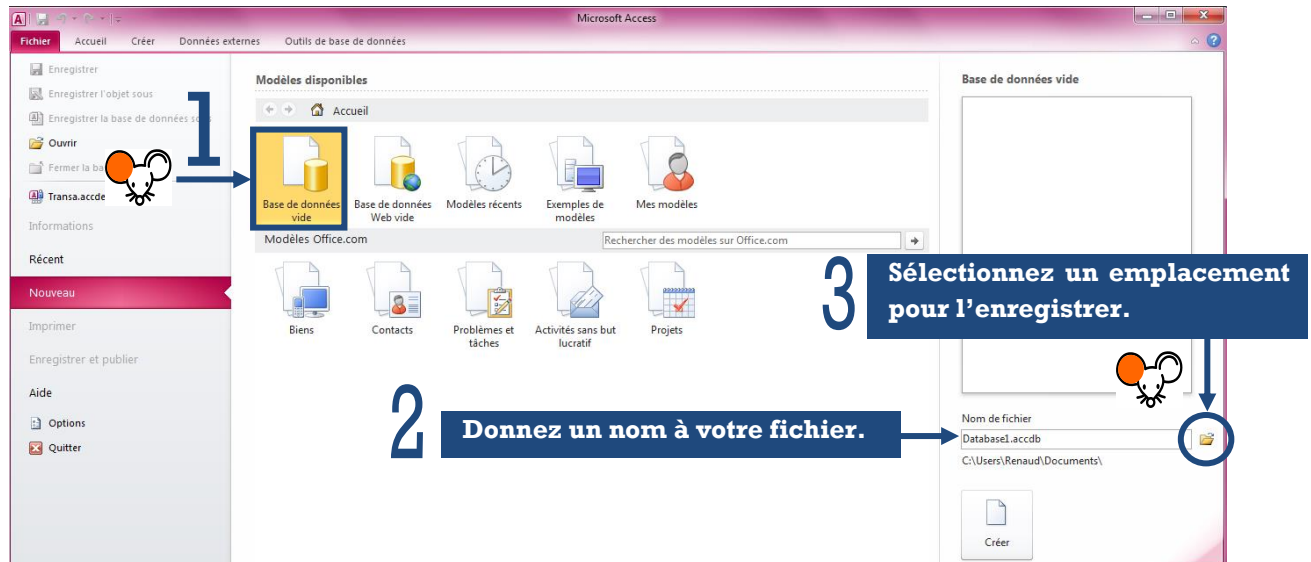 Microsoft Access
Fichier Accueil Créer Données externes Outils de base de données
Enregistrer
Enregistrer l'objet sous
Enregistrer la base de données
Ouvrir
Fermer la ba
Transa.accde
Informations
Récent
Nouveau
Imprimer
Enregistrer et publier
Aide
Options
Quitter
1
Modèles disponibles
Accueil
Base de données vide
Base de données Web vide
Modèles récents
Exemples de modèles
Mes modèles
Modèles Office.com
Rechercher des modèles sur Office.com
Biens
Contacts
Problèmes et tâches
Activités sans but lucratif
Projets
2
Donnez un nom à votre fichier.
3
Sélectionnez un emplacement
pour l'enregistrer.
Base de données vide
Nom de fichier
Database1.accdb
C:\Users\Renaud\Documents\
Créer